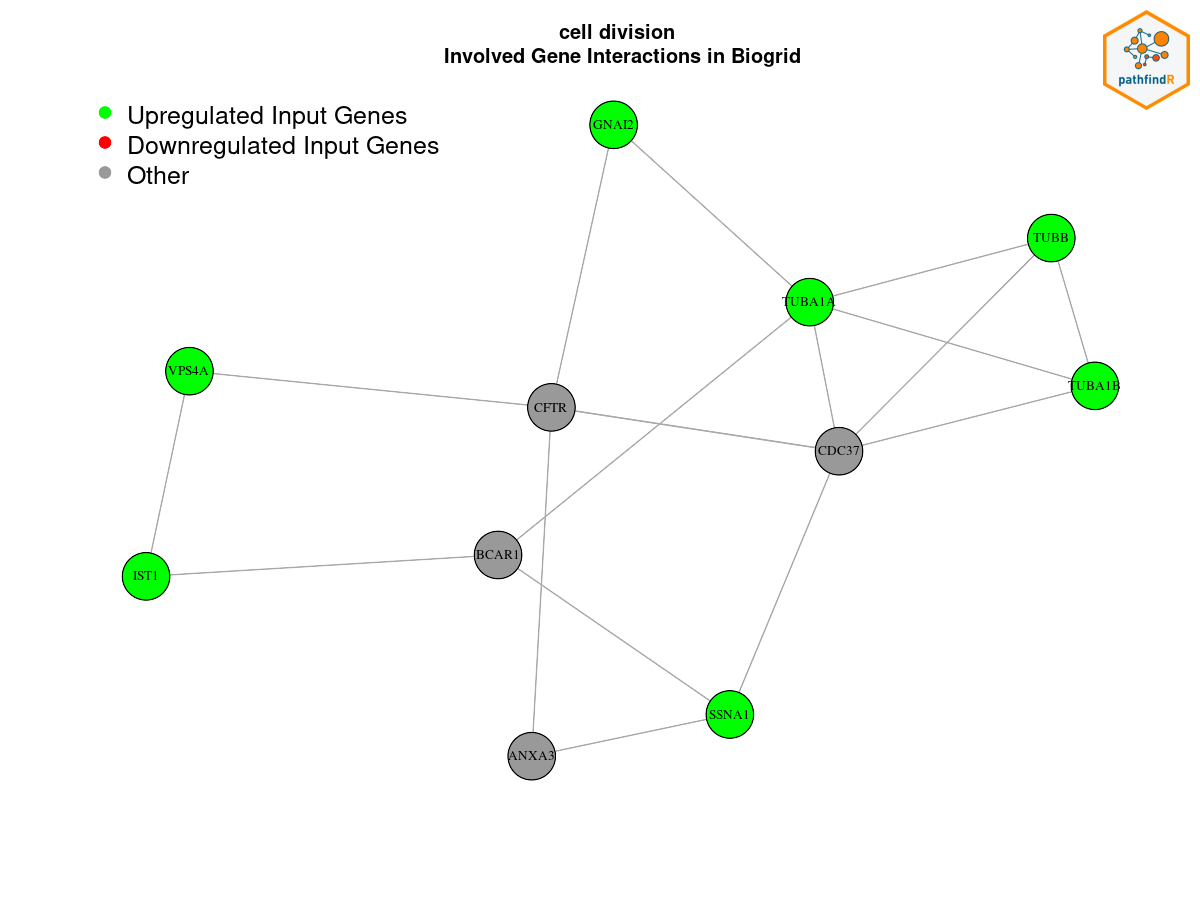 cell division
Involved Gene Interactions in Biogrid
pathfindR
Upregulated Input Genes
Downregulated Input Genes
Other
GNAI2
TUBB
TUBA1A
VPS4A
TUBA1B
CFTR
CDC37
BCAR1
IST1
SSNA1
ANXA3